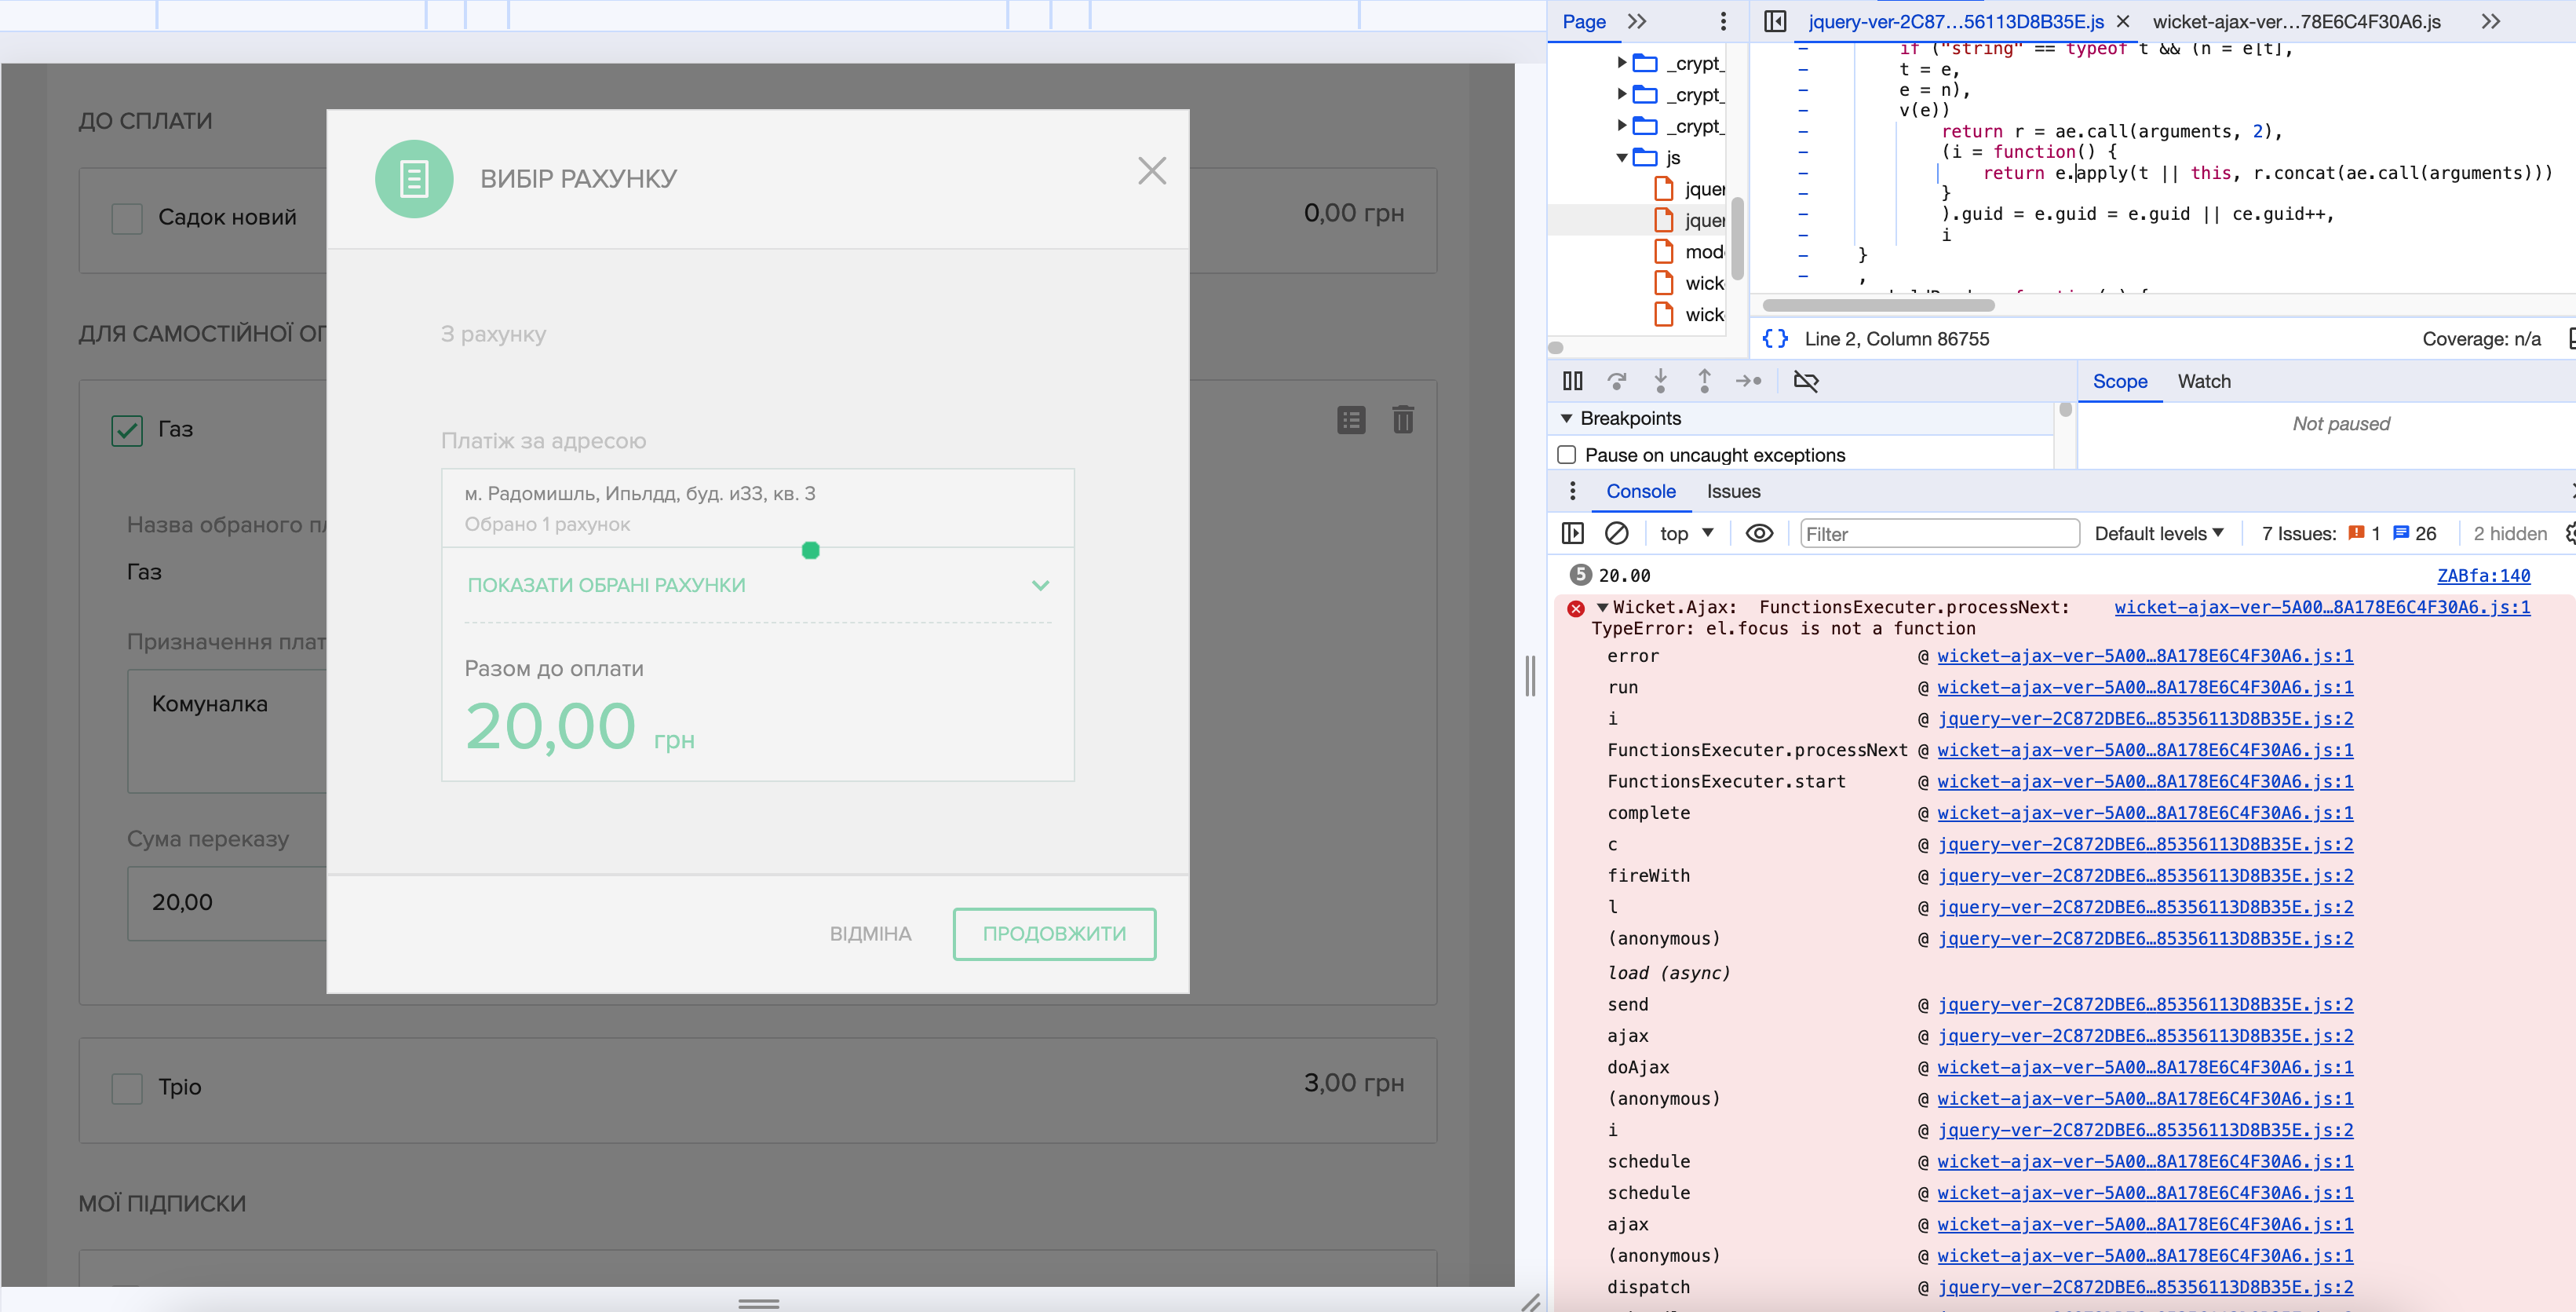 ДО СПЛАТИ
Садок новий
0,00 грн
ДЛЯ САМОСТІЙНОЇ ОП
Газ
Назва обраного пл
Газ
Призначення плат
Комуналка
Сума переказу
20,00
Тріо
3,00 грн
МОЇ ПІДПИСКИ
ВИБІР РАХУНКУ
З рахунку
Платіж за адресою
м. Радомишль, Ипьлдд, буд. и33, кв. 3
Обрано 1 рахунок
ПОКАЗАТИ ОБРАНІ РАХУНКИ
Разом до оплати
20,00 грн
ВІДМІНА
ПРОДОВЖИТИ
Page
_crypt_
_crypt_
_crypt_
js
jquer
jquer
mod
wick
wick
jquery-ver-2C87…56113D8B35E.js
wicket-ajax-ver…78E6C4F30A6.js
if ("string" == typeof t && (n = e[t],
t = e,
e = n),
v(e))
return r = ae.call(arguments, 2),
(i = function() {
return e.apply(t || this, r.concat(ae.call(arguments)))
}
).guid = e.guid = e.guid || ce.guid++,
i
}
,
{} Line 2, Column 86755
Coverage: n/a
Breakpoints
Pause on uncaught exceptions
Scope
Watch
Not paused
Console
Issues
top
Filter
Default levels
7 Issues: 1 26
2 hidden
5 20.00 ZABfa:140
Wicket.Ajax: FunctionsExecuter.processNext: wicket-ajax-ver-5A00…8A178E6C4F30A6.js:1
TypeError: el.focus is not a function
error @ wicket-ajax-ver-5A00…8A178E6C4F30A6.js:1
run @ wicket-ajax-ver-5A00…8A178E6C4F30A6.js:1
i @ jquery-ver-2C872DBE6…85356113D8B35E.js:2
FunctionsExecuter.processNext @ wicket-ajax-ver-5A00…8A178E6C4F30A6.js:1
FunctionsExecuter.start @ wicket-ajax-ver-5A00…8A178E6C4F30A6.js:1
complete @ wicket-ajax-ver-5A00…8A178E6C4F30A6.js:1
c @ jquery-ver-2C872DBE6…85356113D8B35E.js:2
fireWith @ jquery-ver-2C872DBE6…85356113D8B35E.js:2
l @ jquery-ver-2C872DBE6…85356113D8B35E.js:2
(anonymous) @ jquery-ver-2C872DBE6…85356113D8B35E.js:2
load (async)
send @ jquery-ver-2C872DBE6…85356113D8B35E.js:2
ajax @ jquery-ver-2C872DBE6…85356113D8B35E.js:2
doAjax @ wicket-ajax-ver-5A00…8A178E6C4F30A6.js:1
(anonymous) @ wicket-ajax-ver-5A00…8A178E6C4F30A6.js:1
i @ jquery-ver-2C872DBE6…85356113D8B35E.js:2
schedule @ wicket-ajax-ver-5A00…8A178E6C4F30A6.js:1
schedule @ wicket-ajax-ver-5A00…8A178E6C4F30A6.js:1
ajax @ wicket-ajax-ver-5A00…8A178E6C4F30A6.js:1
(anonymous) @ wicket-ajax-ver-5A00…8A178E6C4F30A6.js:1
dispatch @ jquery-ver-2C872DBE6…85356113D8B35E.js:2